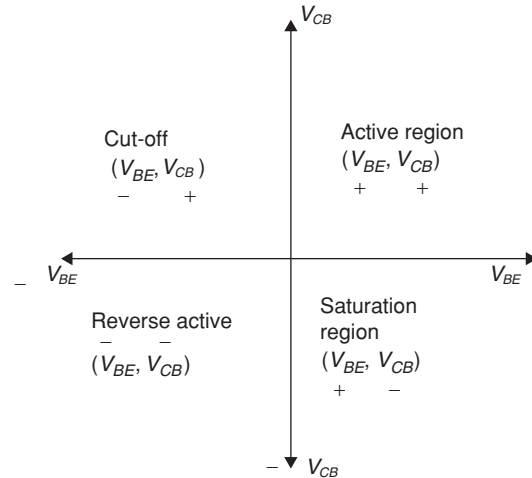 V_CB
Cut-off
(V_BE, V_CB)
− +
Active region
(V_BE, V_CB)
+ +
− V_BE
V_BE
Reverse active
− −
(V_BE, V_CB)
Saturation
region
(V_BE, V_CB)
+ −
− V_CB